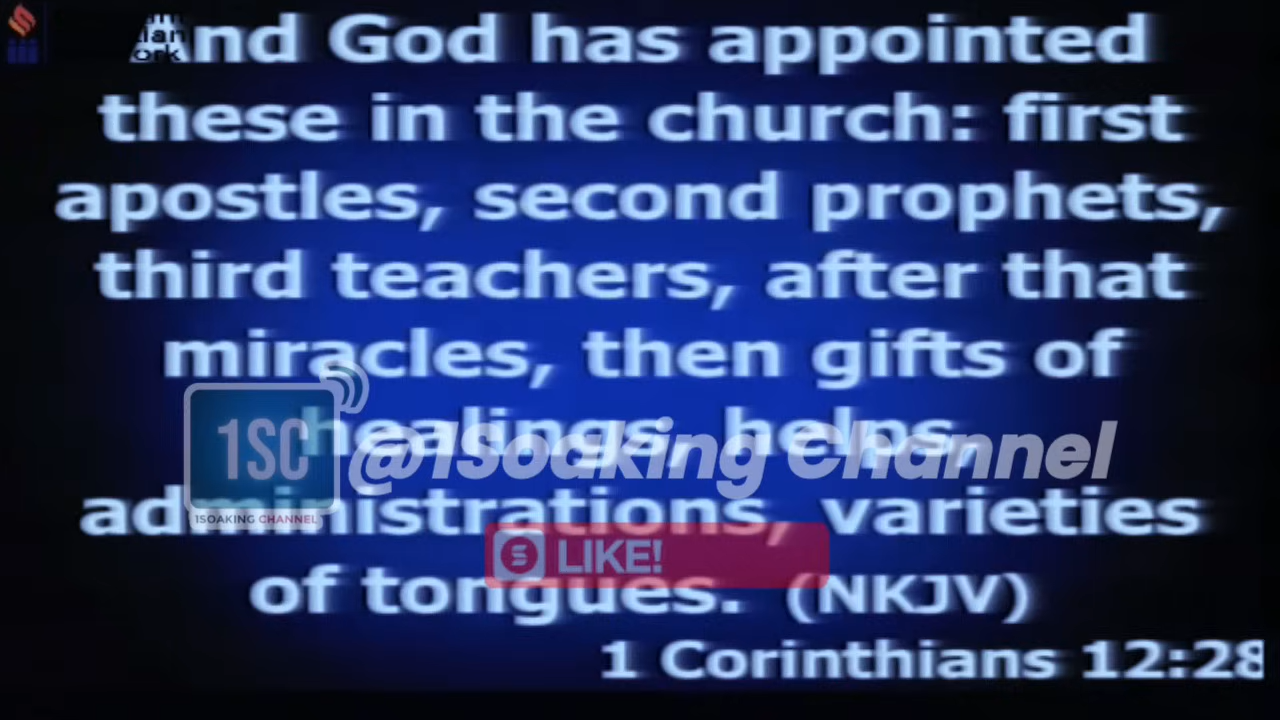 nd God has appointed
these in the church: first
apostles, second prophets,
third teachers, after that
miracles, then gifts of
healings, helps,
administrations, varieties
of tongues. (NKJV)
1 Corinthians 12:28
1SC
@1Soaking Channel
1SOAKING CHANNEL
LIKE!